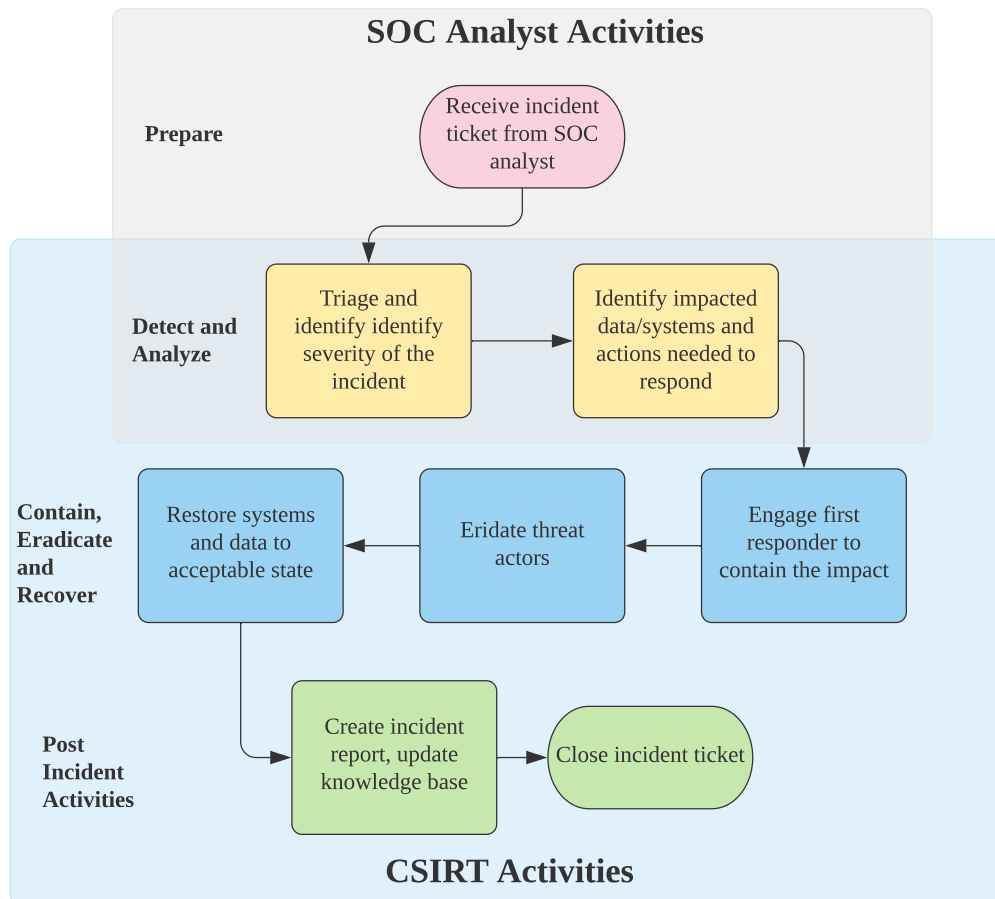 SOC Analyst Activities
Prepare
Receive incident
ticket from SOC
analyst
Detect and
Analyze
Triage and
identify identify
severity of the
incident
Identify impacted
data/systems and
actions needed to
respond
Contain,
Eradicate
and
Recover
Restore systems
and data to
acceptable state
Eridate threat
actors
Engage first
responder to
contain the impact
Post
Incident
Activities
Create incident
report, update
knowledge base
Close incident ticket
CSIRT Activities